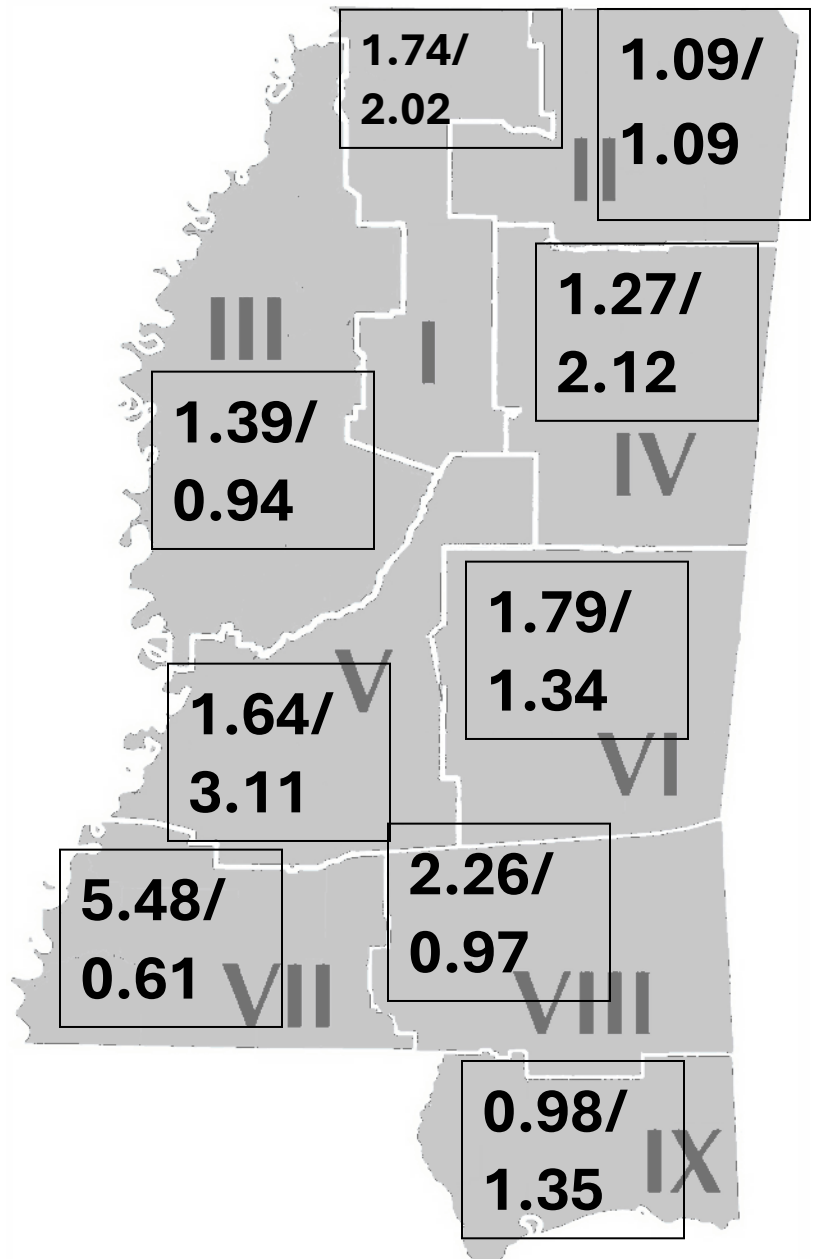 1.74/
2.02
1.09/
1.09
II
1.27/
2.12
III
I
1.39/
0.94
IV
1.79/
1.34
V
1.64/
3.11
VI
5.48/
0.61
VII
2.26/
0.97
VIII
0.98/
1.35
IX